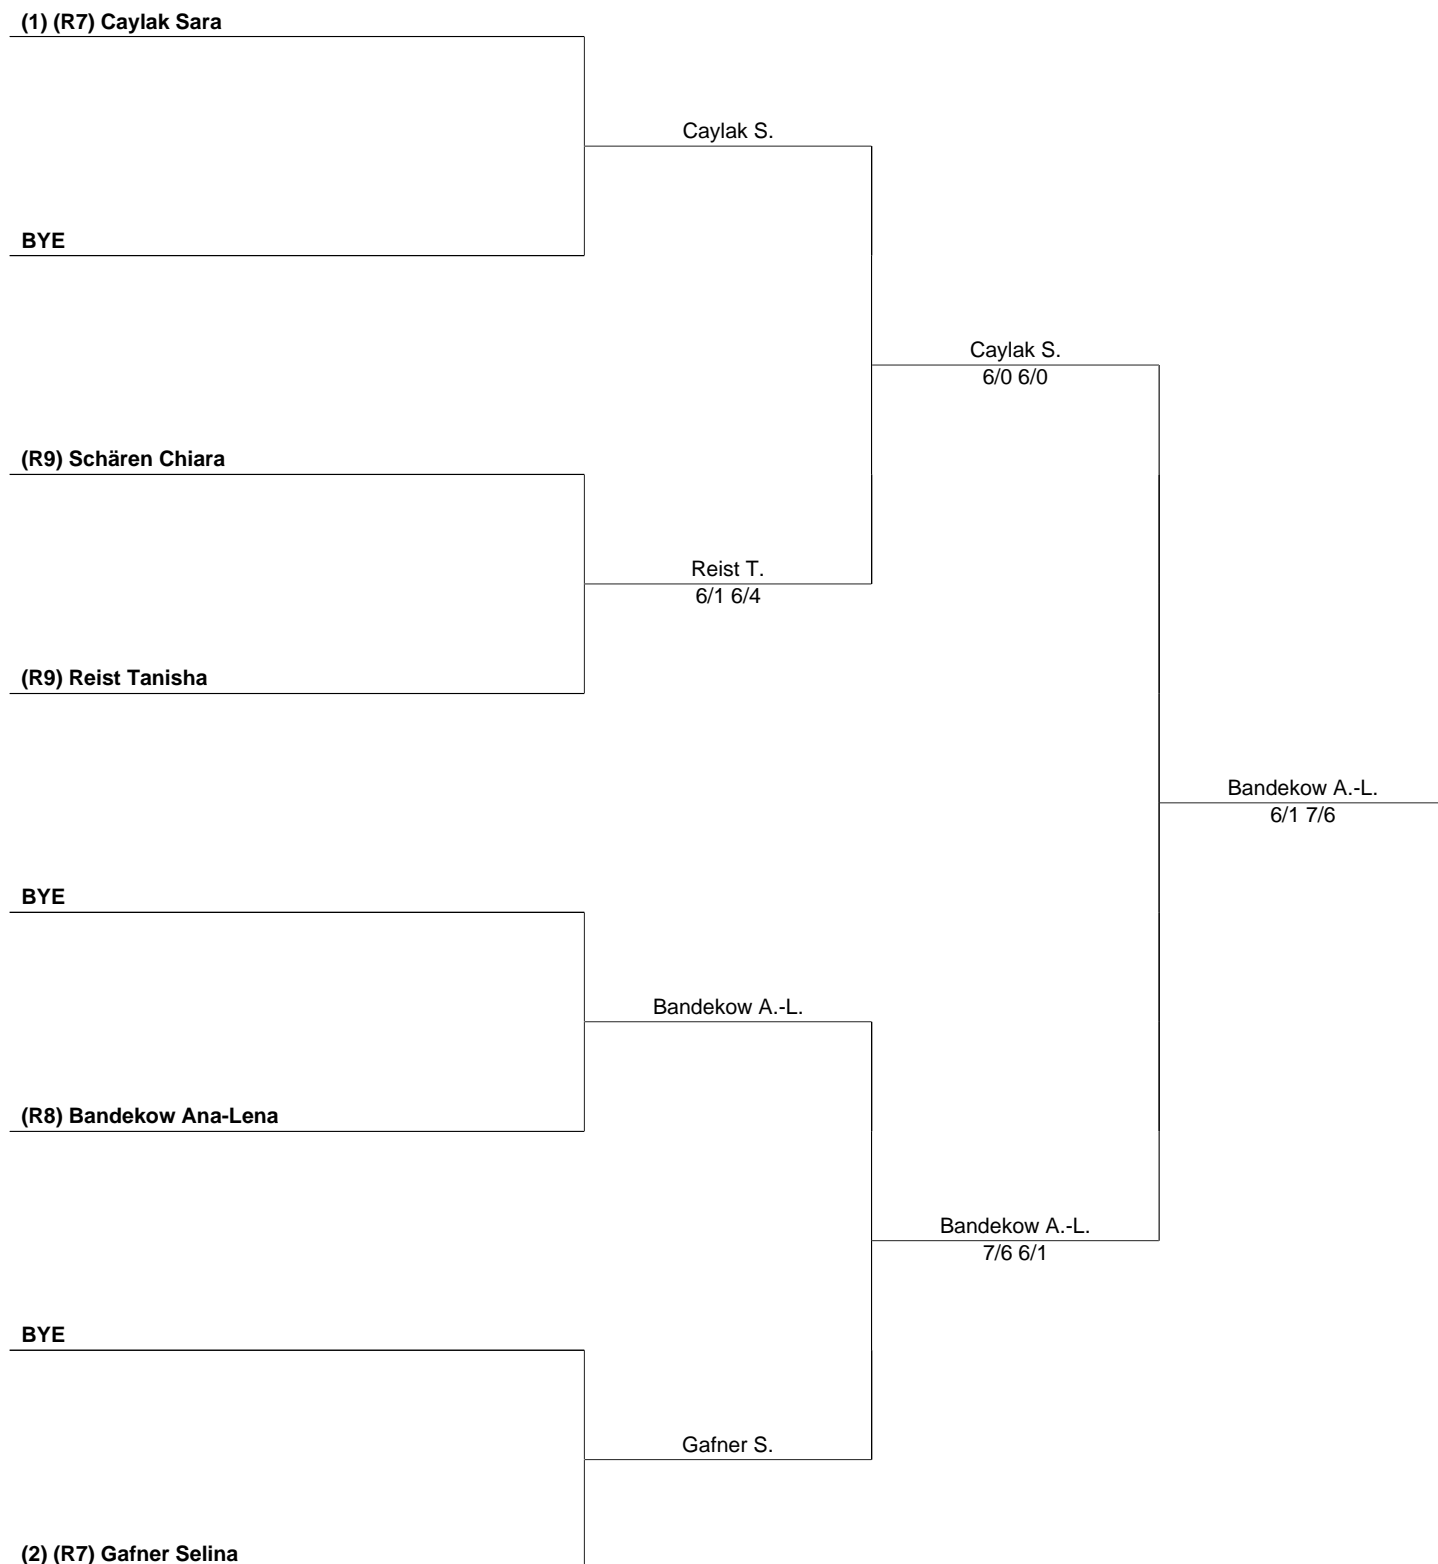 (1) (R7) Caylak Sara
Caylak S.
BYE
Caylak S.
6/0 6/0
(R9) Schären Chiara
Reist T.
6/1 6/4
(R9) Reist Tanisha
Bandekow A.-L.
6/1 7/6
BYE
Bandekow A.-L.
(R8) Bandekow Ana-Lena
Bandekow A.-L.
7/6 6/1
BYE
Gafner S.
(2) (R7) Gafner Selina